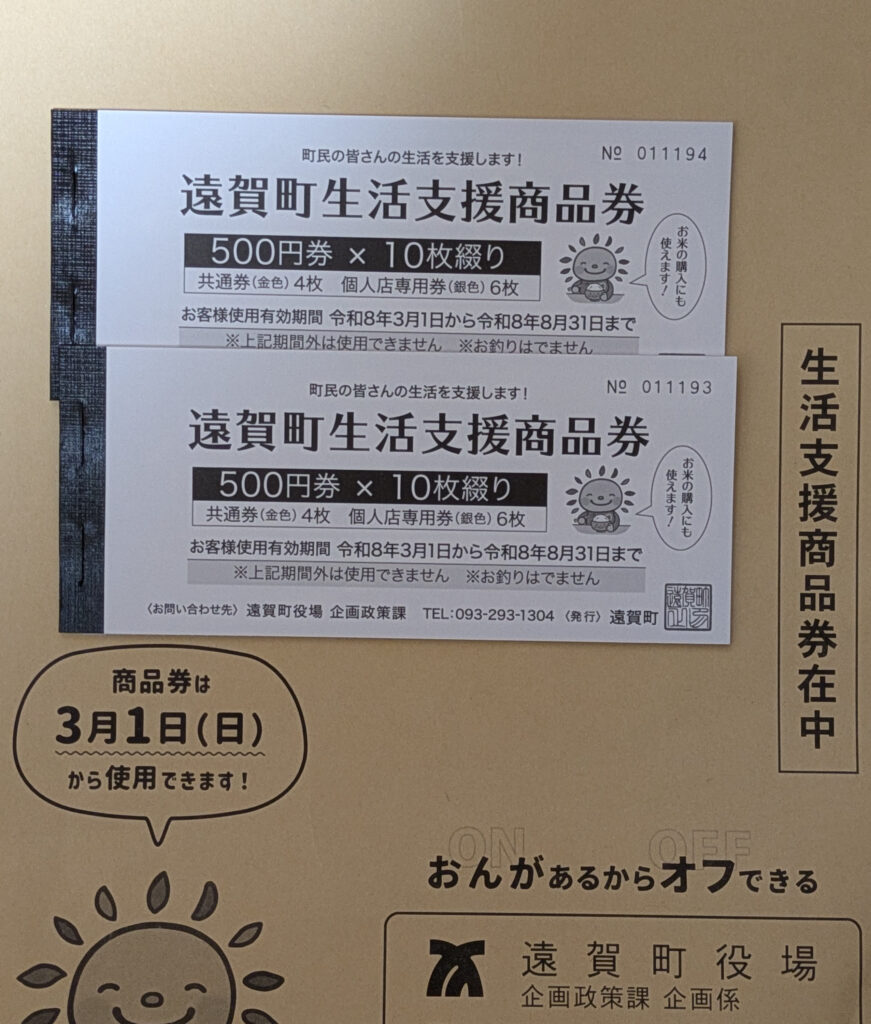 町民の皆さんの生活を支援します!
№ 011194
遠賀町生活支援商品券
500円券 × 10枚綴り
共通券(金色)4枚 個人店専用券(銀色)6枚
お米の購入にも
使えます!
お客様使用有効期間 令和8年3月1日から令和8年8月31日まで
※上記期間外は使用できません ※お釣りはでません
町民の皆さんの生活を支援します!
№ 011193
遠賀町生活支援商品券
500円券 × 10枚綴り
共通券(金色)4枚 個人店専用券(銀色)6枚
お米の購入にも
使えます!
お客様使用有効期間 令和8年3月1日から令和8年8月31日まで
※上記期間外は使用できません ※お釣りはでません
〈お問い合わせ先〉遠賀町役場 企画政策課 TEL:093-293-1304 〈発行〉遠賀町
生活支援商品券在中
商品券は
3月1日(日)
から使用できます!
ON OFF
おんがあるからオフできる
遠賀町役場
企画政策課 企画係